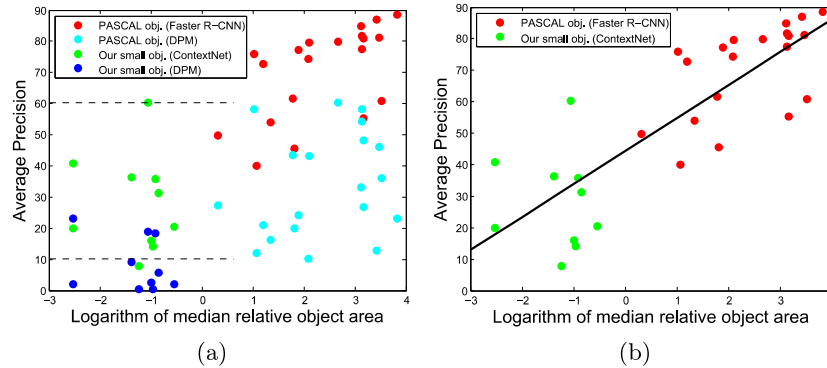 PASCAL obj. (Faster R-CNN)
PASCAL obj. (DPM)
Our small obj. (ContextNet)
Our small obj. (DPM)
90
80
70
60
50
40
30
20
10
0
Average Precision
-3 -2 -1 0 1 2 3 4
Logarithm of median relative object area
(a)
PASCAL obj. (Faster R-CNN)
Our small obj. (ContextNet)
90
80
70
60
50
40
30
20
10
0
Average Precision
-3 -2 -1 0 1 2 3
Logarithm of median relative object area
(b)